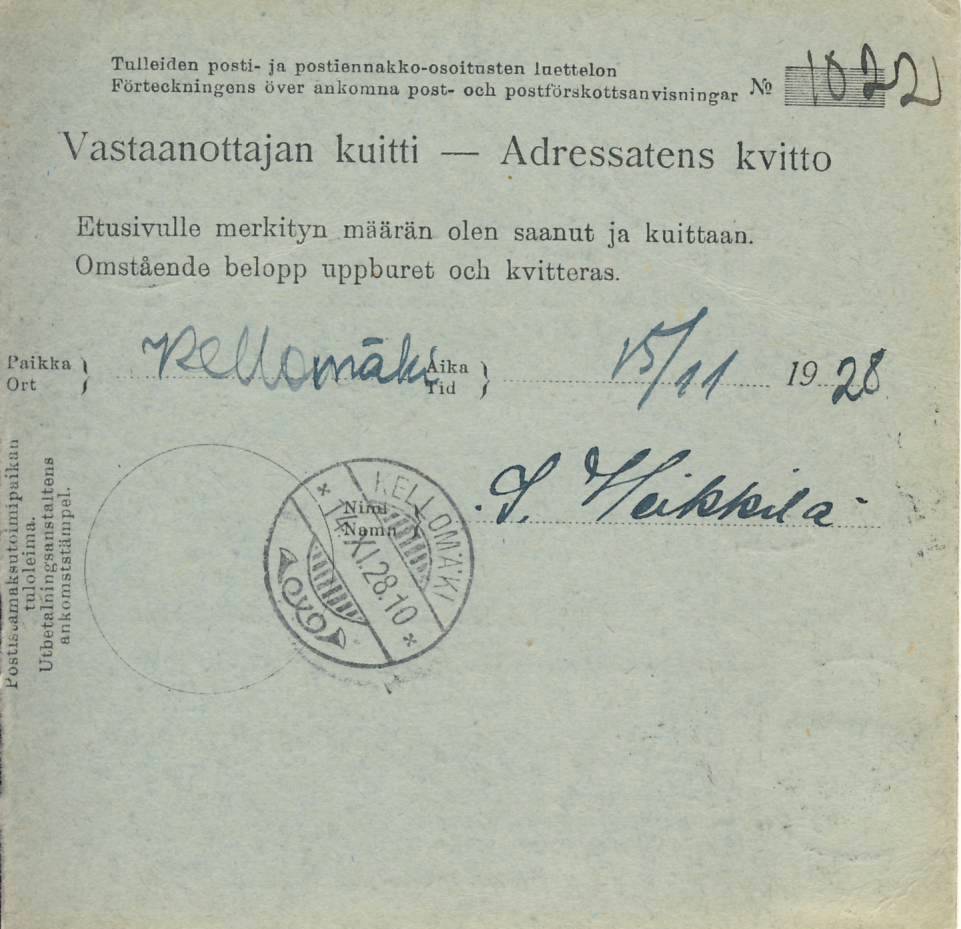 Tulleiden posti- ja postiennakko-osoitusten luettelon
Förteckningens över ankomna post- och postförskottsanvisningar № 1022
Vastaanottajan kuitti — Adressatens kvitto
Etusivulle merkityn määrän olen saanut ja kuittaan.
Omstående belopp uppburet och kvitteras.
Paikka } Kellomäki Aika } 15/11 1928
Ort Tid
Nimi S. Heikkilä
Namn
KELLOMÄKI
14.XI.28.10
Postisamaksutoimipaikan
tuloleima.
Utbetalningsanstaltens
ankomststämpel.